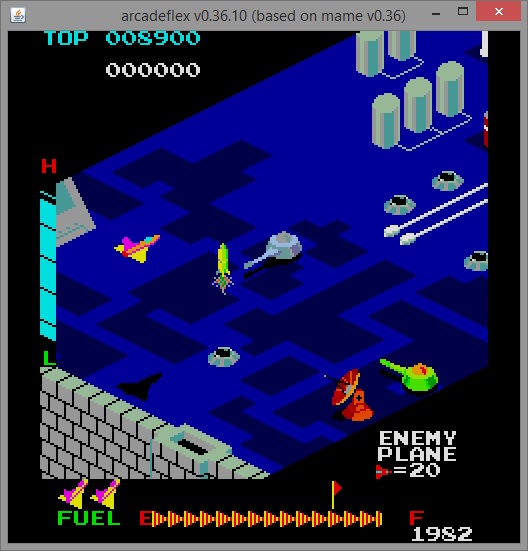 arcadeflex v0.36.10 (based on mame v0.36)
TOP 008900
000000
H
L
ENEMY
PLANE
=20
FUEL E F
1982